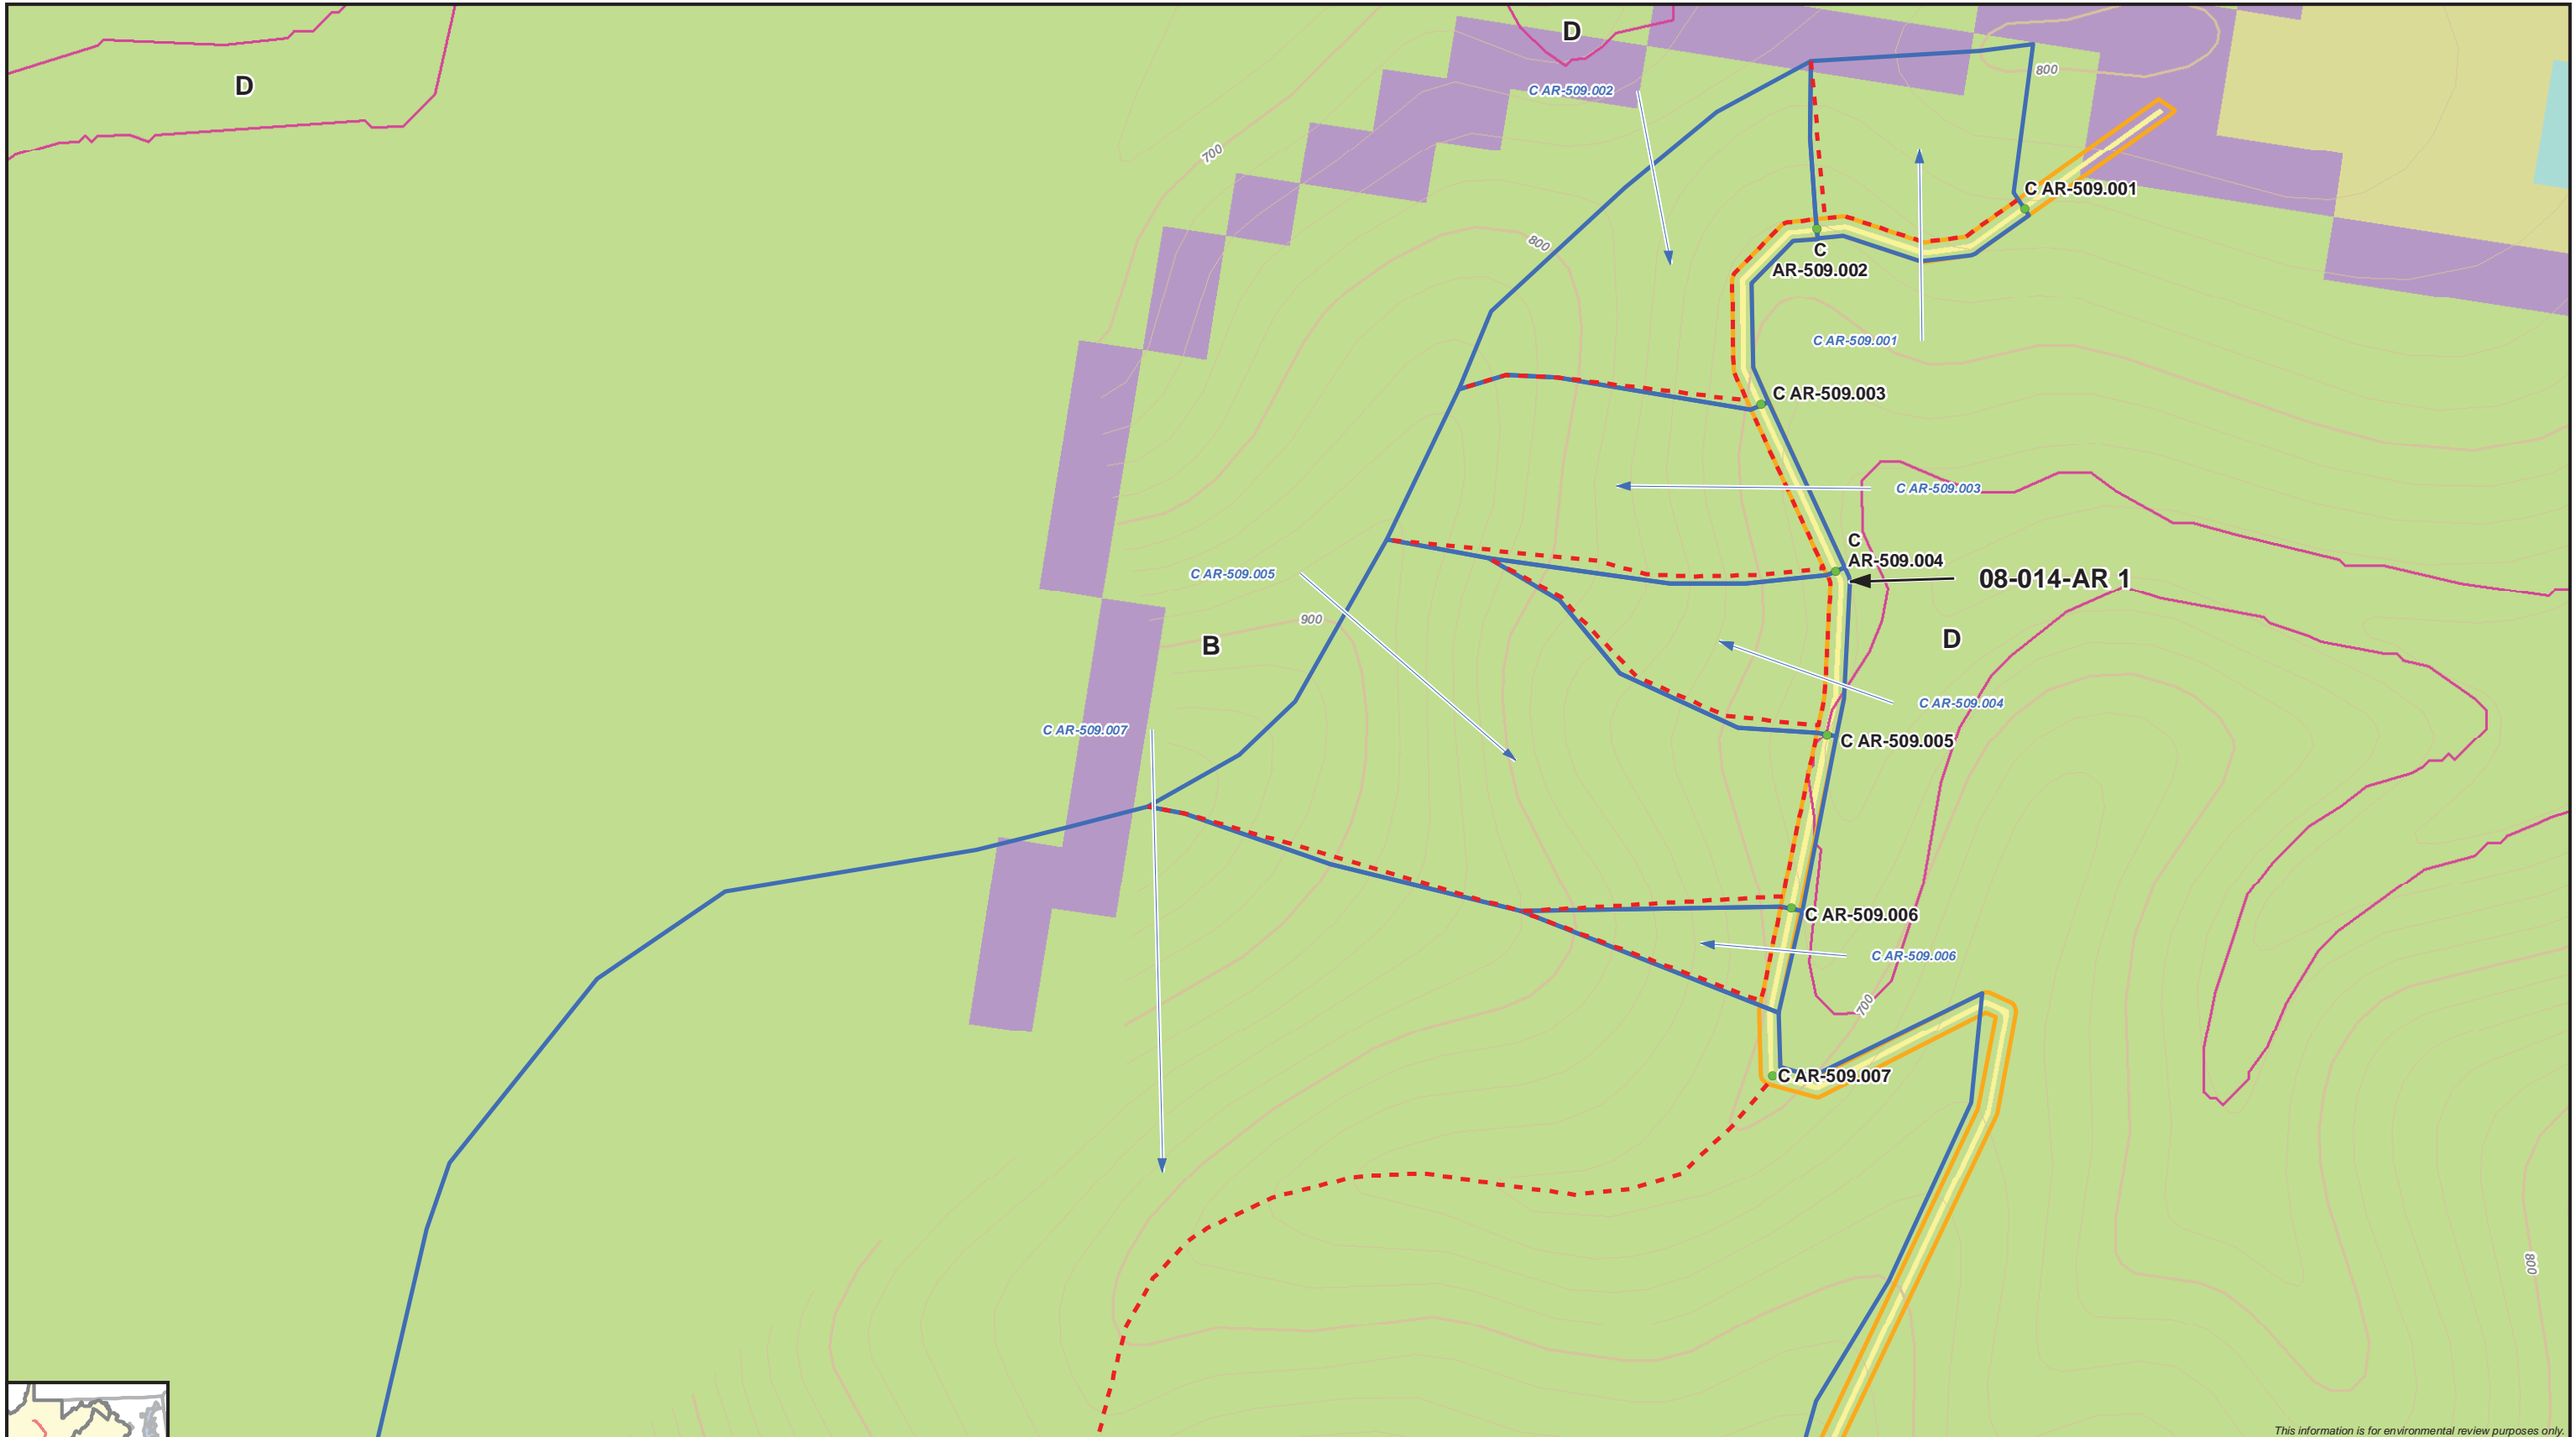 D
D
800
C AR-509.002
700
C AR-509.001
800
C
AR-509.002
C AR-509.001
C AR-509.003
C AR-509.003
C
AR-509.004
C AR-509.005
08-014-AR 1
900
B
D
C AR-509.004
C AR-509.007
C AR-509.005
C AR-509.006
C AR-509.006
700
C AR-509.007
800
This information is for environmental review purposes only.